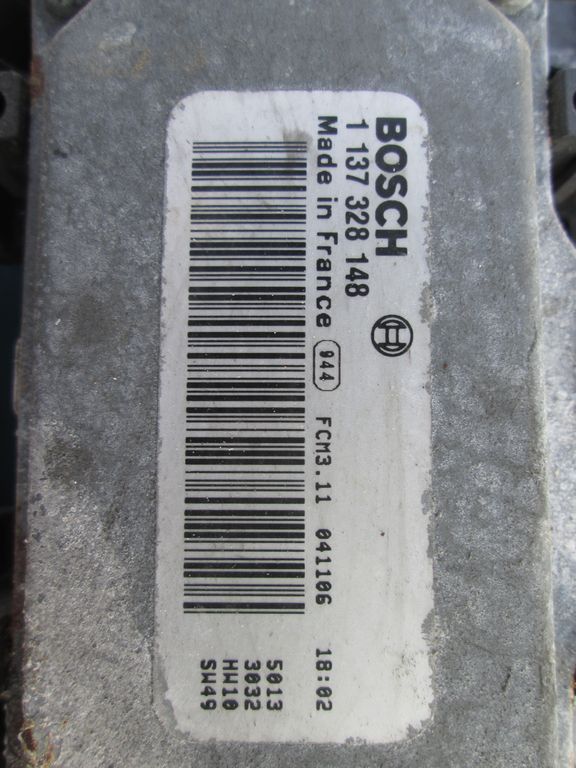 BOSCH
1 137 328 148
Made in France 944 FCM3.11 041106 18:02
5013
3032
HW10
SW49